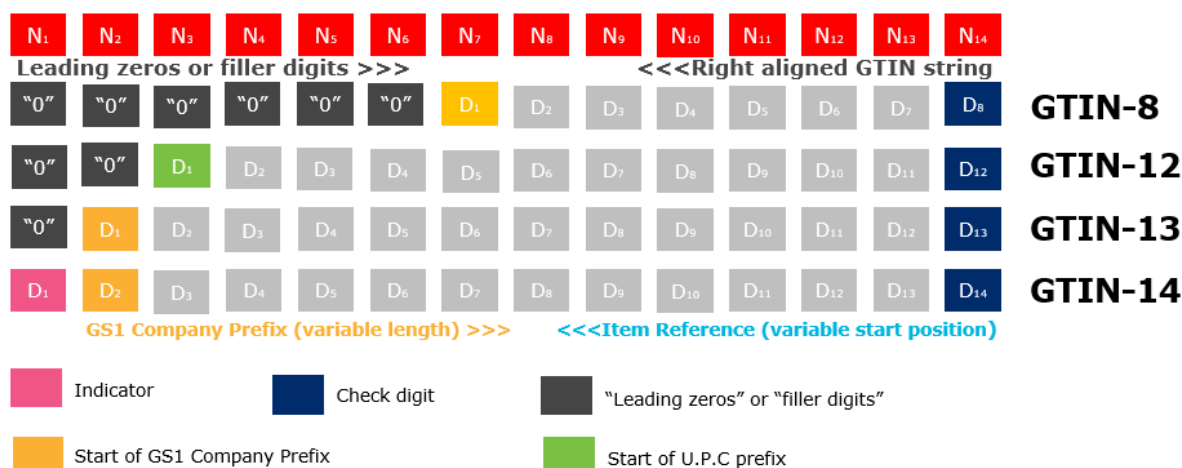 N₁ N₂ N₃ N₄ N₅ N₆ N₇ N₈ N₉ N₁₀ N₁₁ N₁₂ N₁₃ N₁₄
Leading zeros or filler digits >>> <<<Right aligned GTIN string
“0” “0” “0” “0” “0” “0” D₁ D₂ D₃ D₄ D₅ D₆ D₇ D₈ GTIN-8
“0” “0” D₁ D₂ D₃ D₄ D₅ D₆ D₇ D₈ D₉ D₁₀ D₁₁ D₁₂ GTIN-12
“0” D₁ D₂ D₃ D₄ D₅ D₆ D₇ D₈ D₉ D₁₀ D₁₁ D₁₂ D₁₃ GTIN-13
D₁ D₂ D₃ D₄ D₅ D₆ D₇ D₈ D₉ D₁₀ D₁₁ D₁₂ D₁₃ D₁₄ GTIN-14
GS1 Company Prefix (variable length) >>> <<<Item Reference (variable start position)
Indicator Check digit “Leading zeros” or “filler digits”
Start of GS1 Company Prefix Start of U.P.C prefix